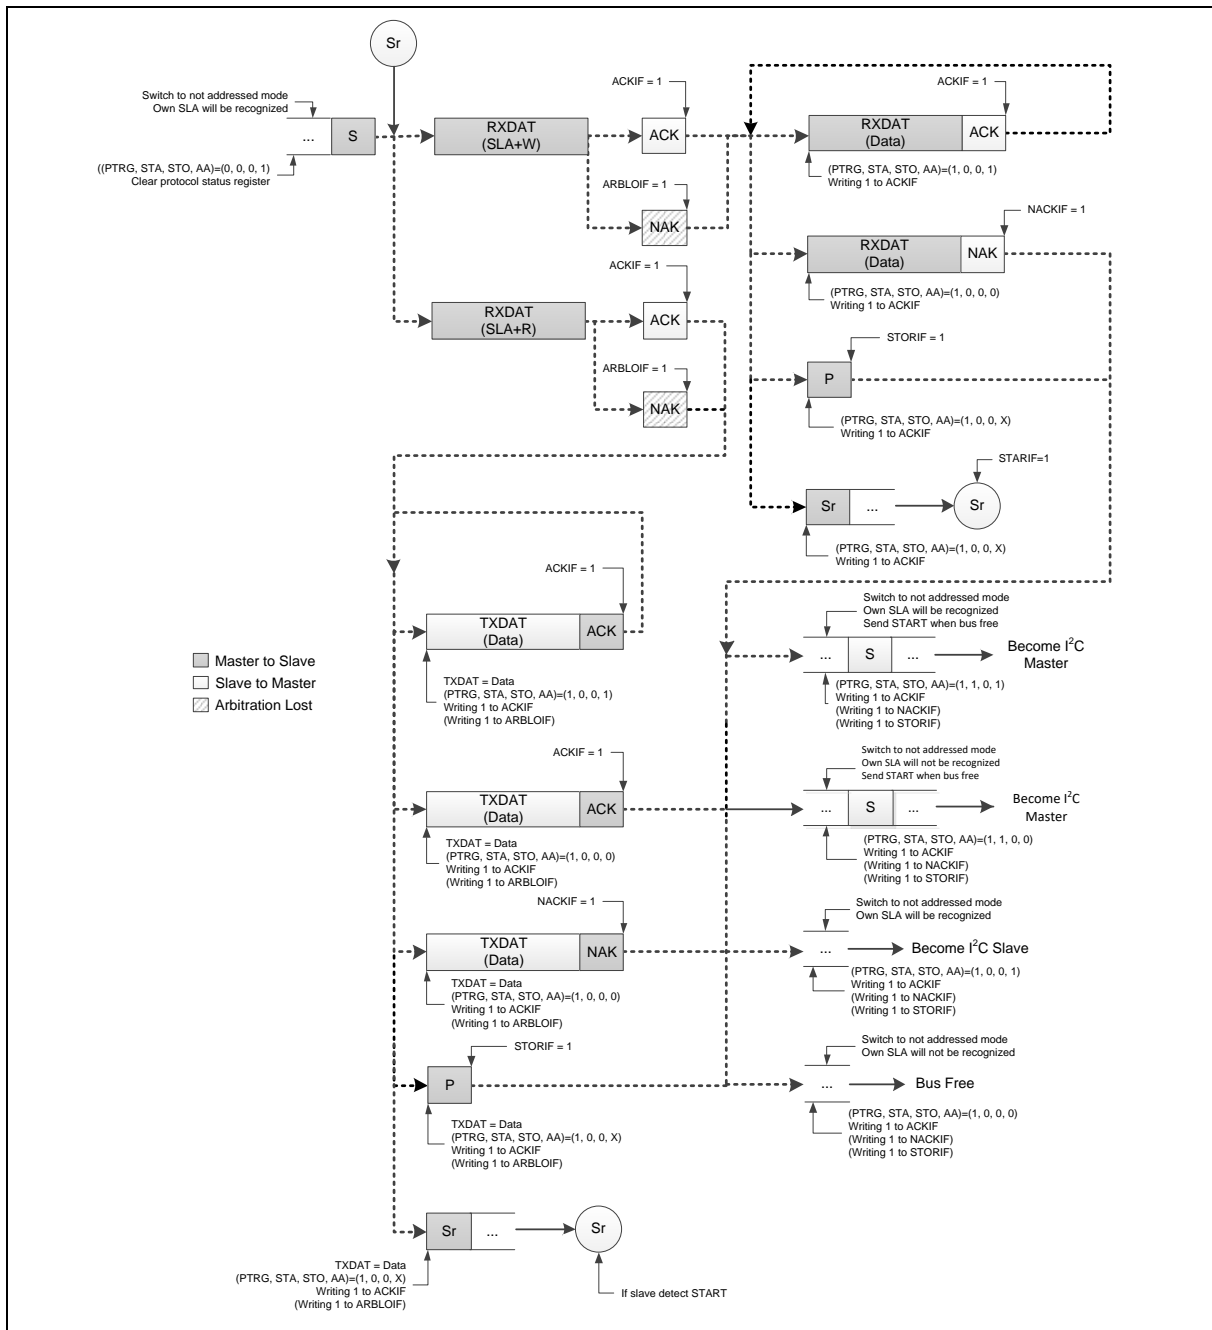 Sr
Switch to not addressed mode
Own SLA will be recognized
...
S
((PTRG, STA, STO, AA)=(0, 0, 0, 1)
Clear protocol status register
RXDAT
(SLA+W)
ACKIF = 1
ACK
ARBLOIF = 1
NAK
ACKIF = 1
RXDAT
(Data)
ACK
(PTRG, STA, STO, AA)=(1, 0, 0, 1)
Writing 1 to ACKIF
NACKIF = 1
RXDAT
(Data)
NAK
(PTRG, STA, STO, AA)=(1, 0, 0, 0)
Writing 1 to ACKIF
ACKIF = 1
RXDAT
(SLA+R)
ACK
ARBLOIF = 1
NAK
STORIF = 1
P
(PTRG, STA, STO, AA)=(1, 0, 0, X)
Writing 1 to ACKIF
STARIF=1
Sr
...
Sr
(PTRG, STA, STO, AA)=(1, 0, 0, X)
Writing 1 to ACKIF
ACKIF = 1
TXDAT
(Data)
ACK
TXDAT = Data
(PTRG, STA, STO, AA)=(1, 0, 0, 1)
Writing 1 to ACKIF
(Writing 1 to ARBLOIF)
Switch to not addressed mode
Own SLA will be recognized
Send START when bus free
...
S
...
Become I²C
Master
(PTRG, STA, STO, AA)=(1, 1, 0, 1)
Writing 1 to ACKIF
(Writing 1 to NACKIF)
(Writing 1 to STORIF)
Master to Slave
Slave to Master
Arbitration Lost
ACKIF = 1
TXDAT
(Data)
ACK
TXDAT = Data
(PTRG, STA, STO, AA)=(1, 0, 0, 0)
Writing 1 to ACKIF
(Writing 1 to ARBLOIF)
Switch to not addressed mode
Own SLA will not be recognized
Send START when bus free
...
S
...
Become I²C
Master
(PTRG, STA, STO, AA)=(1, 1, 0, 0)
Writing 1 to ACKIF
(Writing 1 to NACKIF)
(Writing 1 to STORIF)
NACKIF = 1
TXDAT
(Data)
NAK
TXDAT = Data
(PTRG, STA, STO, AA)=(1, 0, 0, 0)
Writing 1 to ACKIF
(Writing 1 to ARBLOIF)
Switch to not addressed mode
Own SLA will be recognized
...
Become I²C Slave
(PTRG, STA, STO, AA)=(1, 0, 0, 1)
Writing 1 to ACKIF
(Writing 1 to NACKIF)
(Writing 1 to STORIF)
STORIF = 1
P
TXDAT = Data
(PTRG, STA, STO, AA)=(1, 0, 0, X)
Writing 1 to ACKIF
(Writing 1 to ARBLOIF)
Switch to not addressed mode
Own SLA will not be recognized
...
Bus Free
(PTRG, STA, STO, AA)=(1, 0, 0, 0)
Writing 1 to ACKIF
(Writing 1 to NACKIF)
(Writing 1 to STORIF)
Sr
...
Sr
TXDAT = Data
(PTRG, STA, STO, AA)=(1, 0, 0, X)
Writing 1 to ACKIF
(Writing 1 to ARBLOIF)
If slave detect START